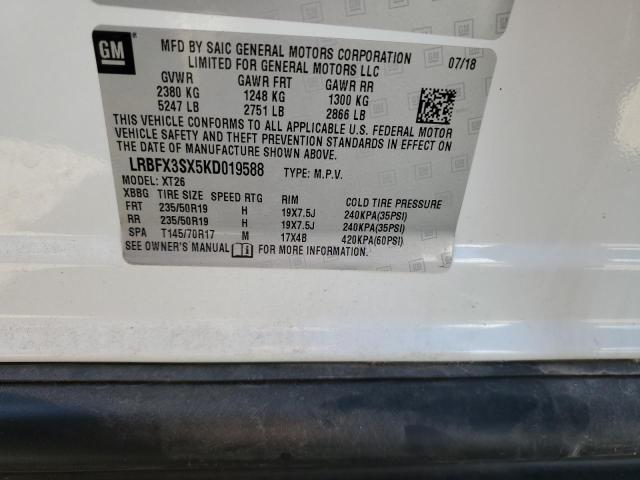 GM
MFD BY SAIC GENERAL MOTORS CORPORATION
LIMITED FOR GENERAL MOTORS LLC
07/18
GVWR GAWR FRT GAWR RR
2380 KG 1248 KG 1300 KG
5247 LB 2751 LB 2866 LB
THIS VEHICLE CONFORMS TO ALL APPLICABLE U.S. FEDERAL MOTOR
VEHICLE SAFETY AND THEFT PREVENTION STANDARDS IN EFFECT ON
THE DATE OF MANUFACTURE SHOWN ABOVE.
LRBFX3SX5KD019588 TYPE: M.P.V.
MODEL: XT26
XBBG TIRE SIZE SPEED RTG RIM COLD TIRE PRESSURE
FRT 235/50R19 H 19X7.5J 240KPA(35PSI)
RR 235/50R19 H 19X7.5J 240KPA(35PSI)
SPA T145/70R17 M 17X4B 420KPA(60PSI)
SEE OWNER'S MANUAL FOR MORE INFORMATION.